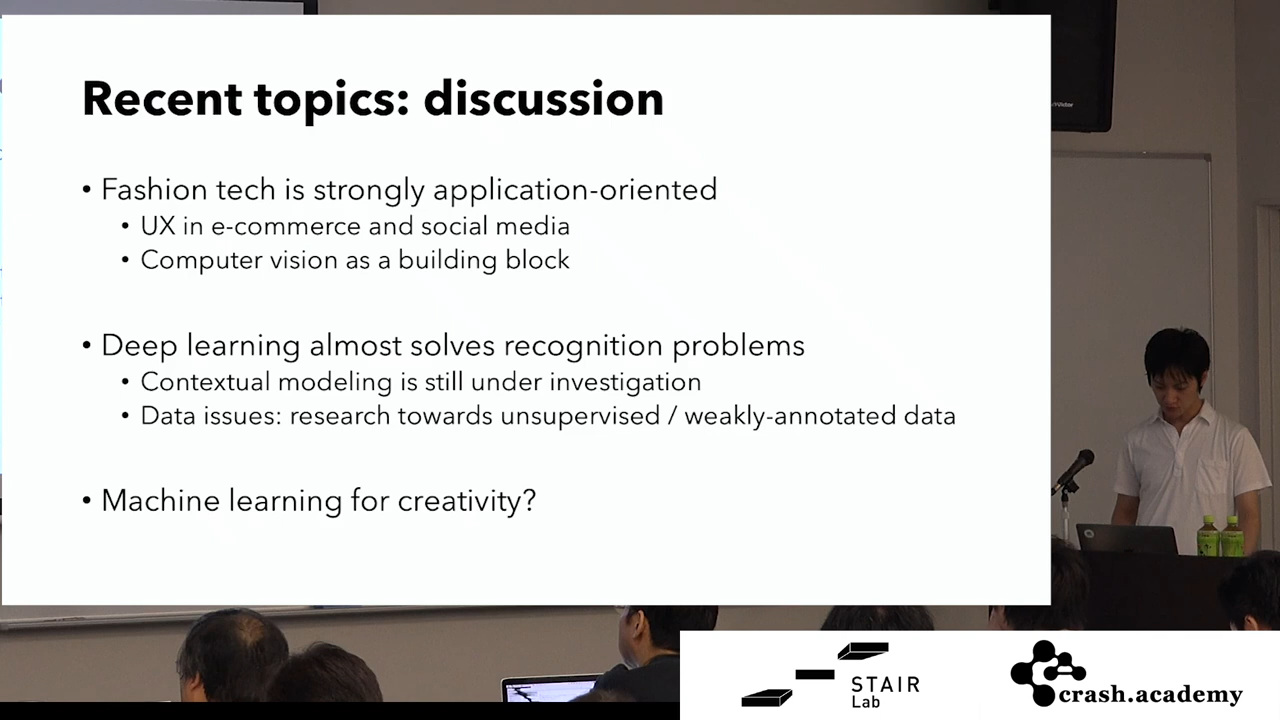 Recent topics: discussion
• Fashion tech is strongly application-oriented
• UX in e-commerce and social media
• Computer vision as a building block
• Deep learning almost solves recognition problems
• Contextual modeling is still under investigation
• Data issues: research towards unsupervised / weakly-annotated data
• Machine learning for creativity?
STAIR
Lab
crash.academy